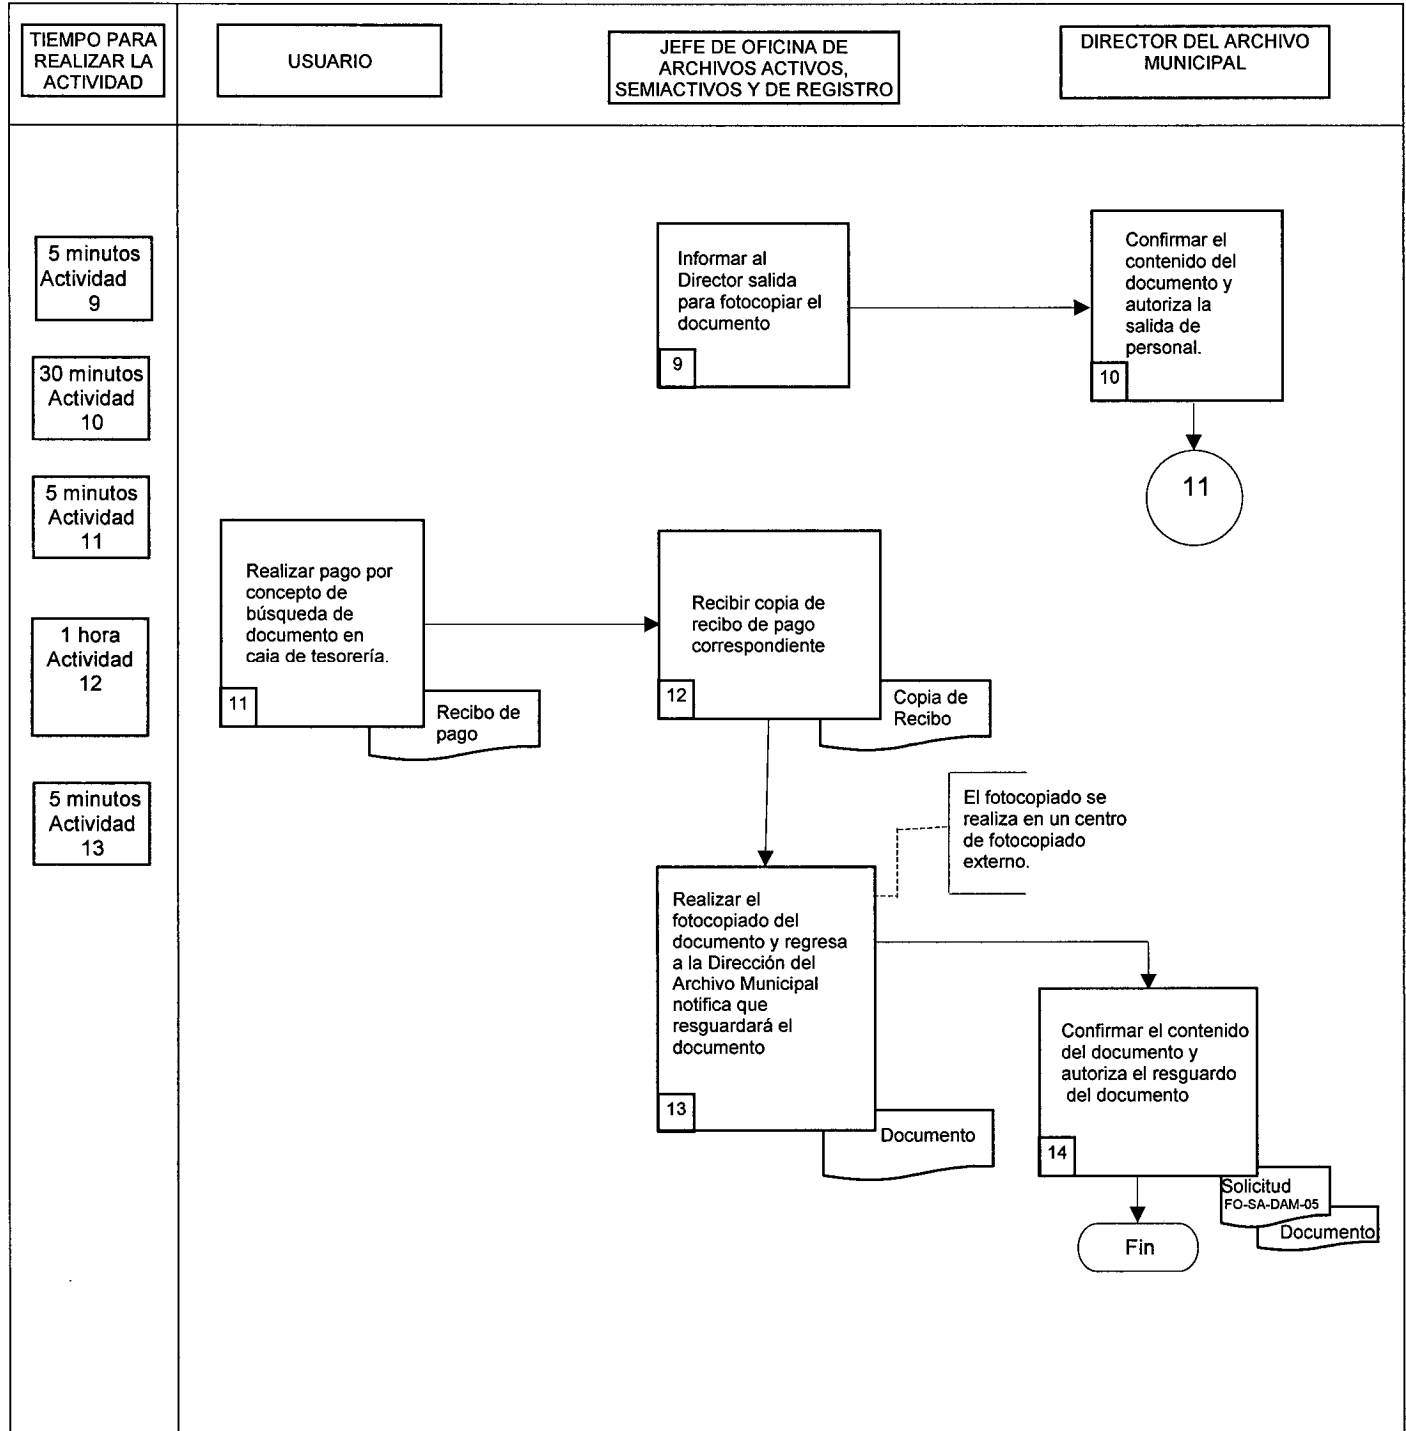 TIEMPO PARA
REALIZAR LA
ACTIVIDAD
USUARIO
JEFE DE OFICINA DE
ARCHIVOS ACTIVOS,
SEMIACTIVOS Y DE REGISTRO
DIRECTOR DEL ARCHIVO
MUNICIPAL
5 minutos
Actividad
9
30 minutos
Actividad
10
5 minutos
Actividad
11
1 hora
Actividad
12
5 minutos
Actividad
13
Informar al
Director salida
para fotocopiar el
documento
9
Confirmar el
contenido del
documento y
autoriza la
salida de
personal.
10
11
Realizar pago por
concepto de
búsqueda de
documento en
caja de tesorería.
11
Recibo de
pago
Recibir copia de
recibo de pago
correspondiente
12
Copia de
Recibo
El fotocopiado se
realiza en un centro
de fotocopiado
externo.
Realizar el
fotocopiado del
documento y regresa
a la Dirección del
Archivo Municipal
notifica que
resguardará el
documento
13
Documento
Confirmar el contenido
del documento y
autoriza el resguardo
del documento
14
Solicitud
FO-SA-DAM-05
Documento
Fin